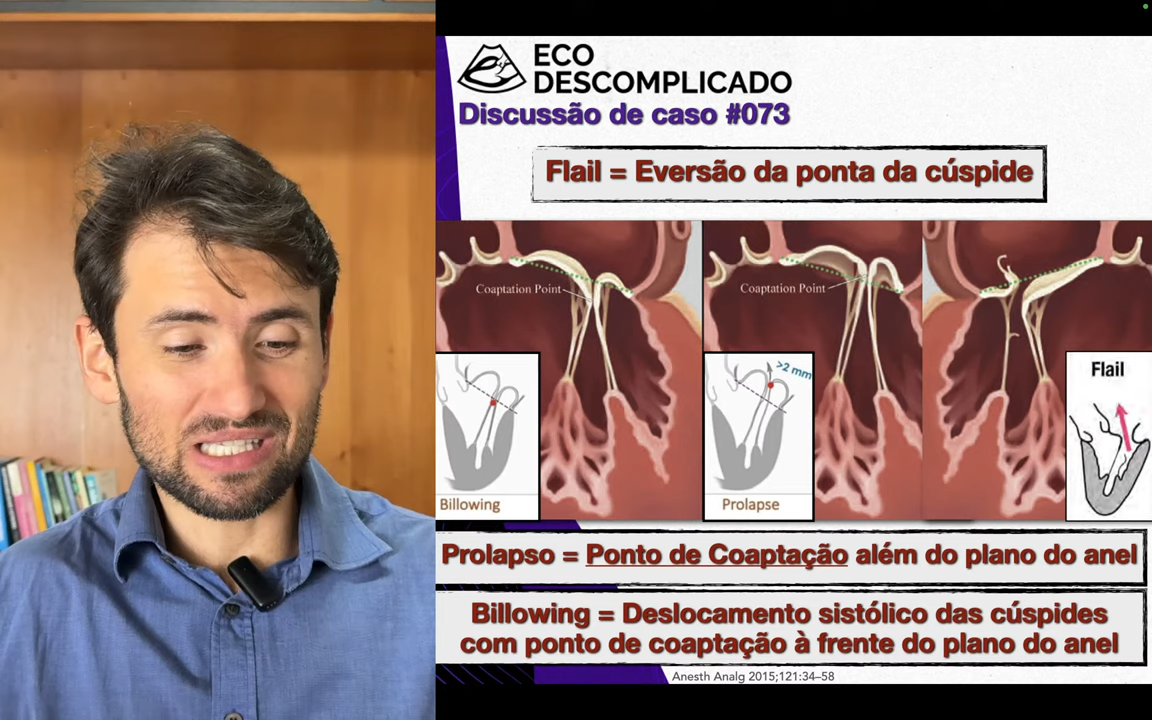 ECO
DESCOMPLICADO
Discussão de caso #073
Flail = Eversão da ponta da cúspide
Coaptation Point
Coaptation Point
>2 mm
Flail
Billowing
Prolapse
Prolapso = Ponto de Coaptação além do plano do anel
Billowing = Deslocamento sistólico das cúspides
com ponto de coaptação à frente do plano do anel
Anesth Analg 2015;121:34–58